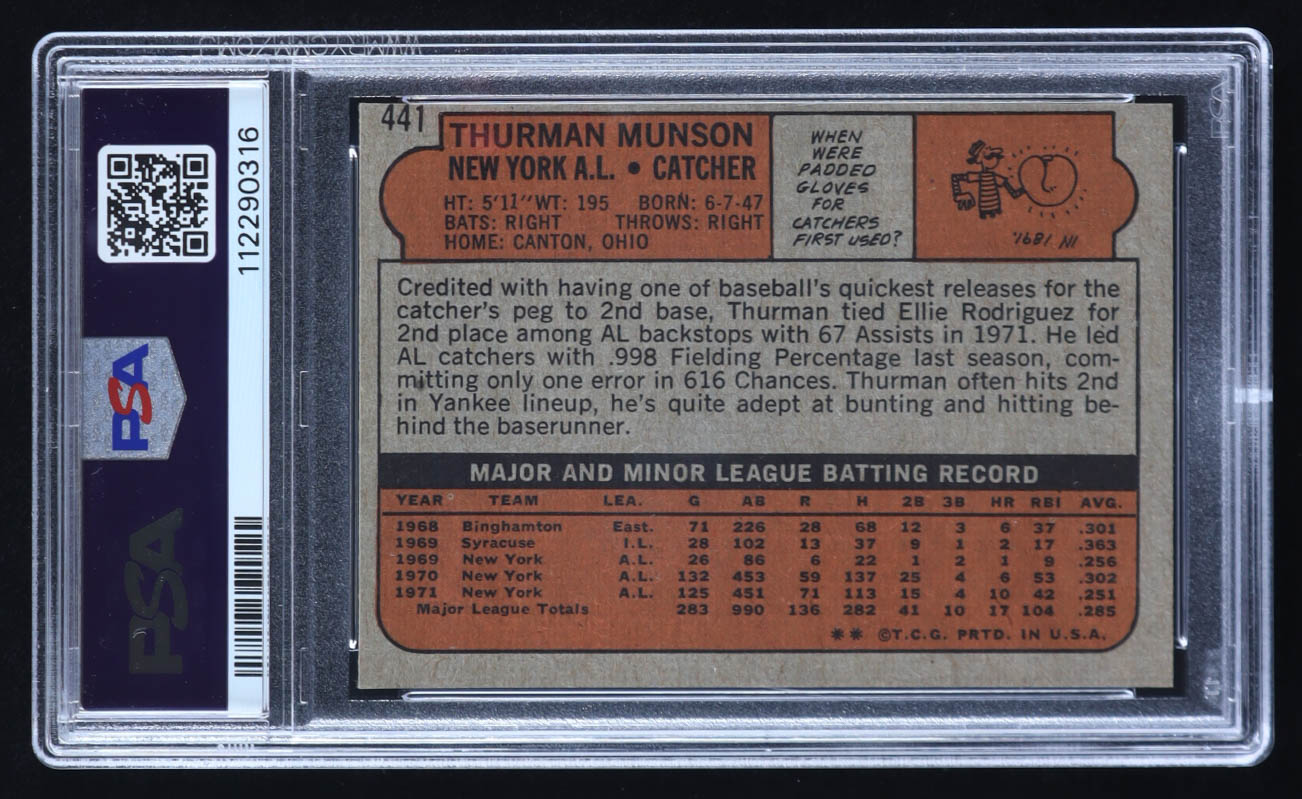 112290316
PSA
PSA
PSA
441
THURMAN MUNSON
NEW YORK A.L. • CATCHER
HT: 5'11" WT: 195 BORN: 6-7-47
BATS: RIGHT THROWS: RIGHT
HOME: CANTON, OHIO
WHEN
WERE
PADDED
GLOVES
FOR
CATCHERS
FIRST USED?
IN 1891.
Credited with having one of baseball's quickest releases for the
catcher's peg to 2nd base, Thurman tied Ellie Rodriguez for
2nd place among AL backstops with 67 Assists in 1971. He led
AL catchers with .998 Fielding Percentage last season, com-
mitting only one error in 616 Chances. Thurman often hits 2nd
in Yankee lineup, he's quite adept at bunting and hitting be-
hind the baserunner.
MAJOR AND MINOR LEAGUE BATTING RECORD
YEAR TEAM LEA. G AB R H 2B 3B HR RBI AVG.
1968 Binghamton East. 71 226 28 68 12 3 6 37 .301
1969 Syracuse I.L. 28 102 13 37 9 1 2 17 .363
1969 New York A.L. 26 86 6 22 1 2 1 9 .256
1970 New York A.L. 132 453 59 137 25 4 6 53 .302
1971 New York A.L. 125 451 71 113 15 4 10 42 .251
Major League Totals 283 990 136 282 41 10 17 104 .285
** ©T.C.G. PRTD. IN U.S.A.